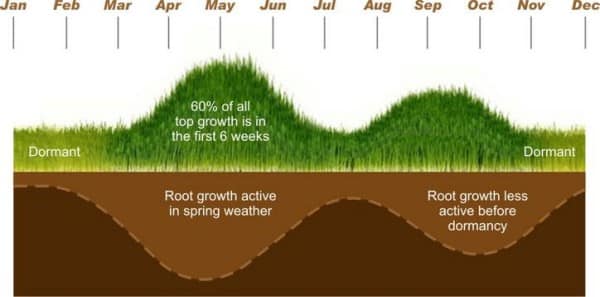 Jan Feb Mar Apr May Jun Jul Aug Sep Oct Nov Dec
60% of all
top growth is in
the first 6 weeks
Dormant
Dormant
Root growth active
in spring weather
Root growth less
active before
dormancy